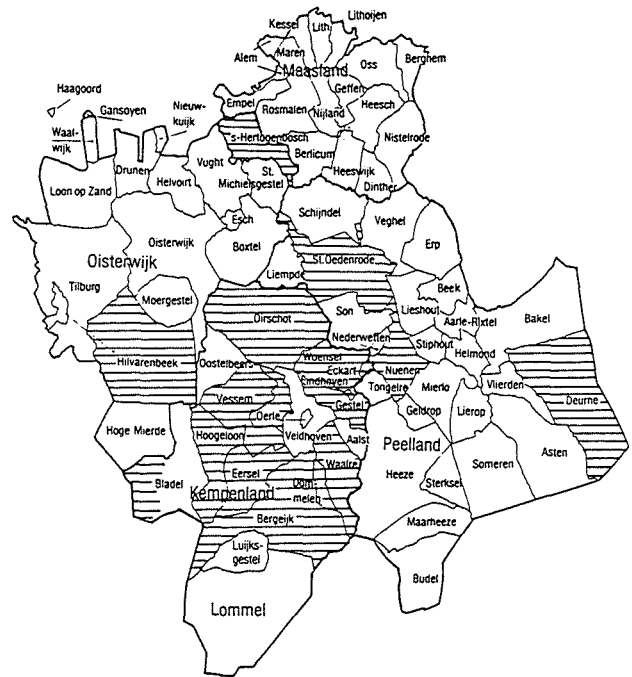 Kessel
Lith
Lithoijen
Maren
Alem
Maasland
Oss
Berghem
Haagoord
Gansoyen
Nieuw-
kuijk
Empel
Geffen
Rosmalen
Nijland
Heesch
Waal-
wijk
's-Hertogenbosch
Nistelrode
Berlicum
Vught
St.
Michielsgestel
Heeswijk
Dinther
Drunen
Helvoirt
Loon op Zand
Esch
Schijndel
Veghel
Oisterwijk
Boxtel
Erp
Oisterwijk
St. Oedenrode
Liempde
Tilburg
Moergestel
Beek
Oirschot
Son
Lieshout
Aarle-Rixtel
Bakel
Nederwetten
Stiphout
Helmond
Hilvarenbeek
Oostelbeers
Woensel
Eckart
Nuenen
Eindhoven
Tongelre
Mierlo
Vlierden
Deurne
Vessem
Gestel
Geldrop
Lierop
Oerle
Hoge Mierde
Hoogeloon
Veldhoven
Aalst
Peelland
Asten
Waalre
Someren
Eersel
Heeze
Bladel
Dom-
melen
Sterksel
Kempenland
Bergeijk
Maarheeze
Luijks-
gestel
Budel
Lommel